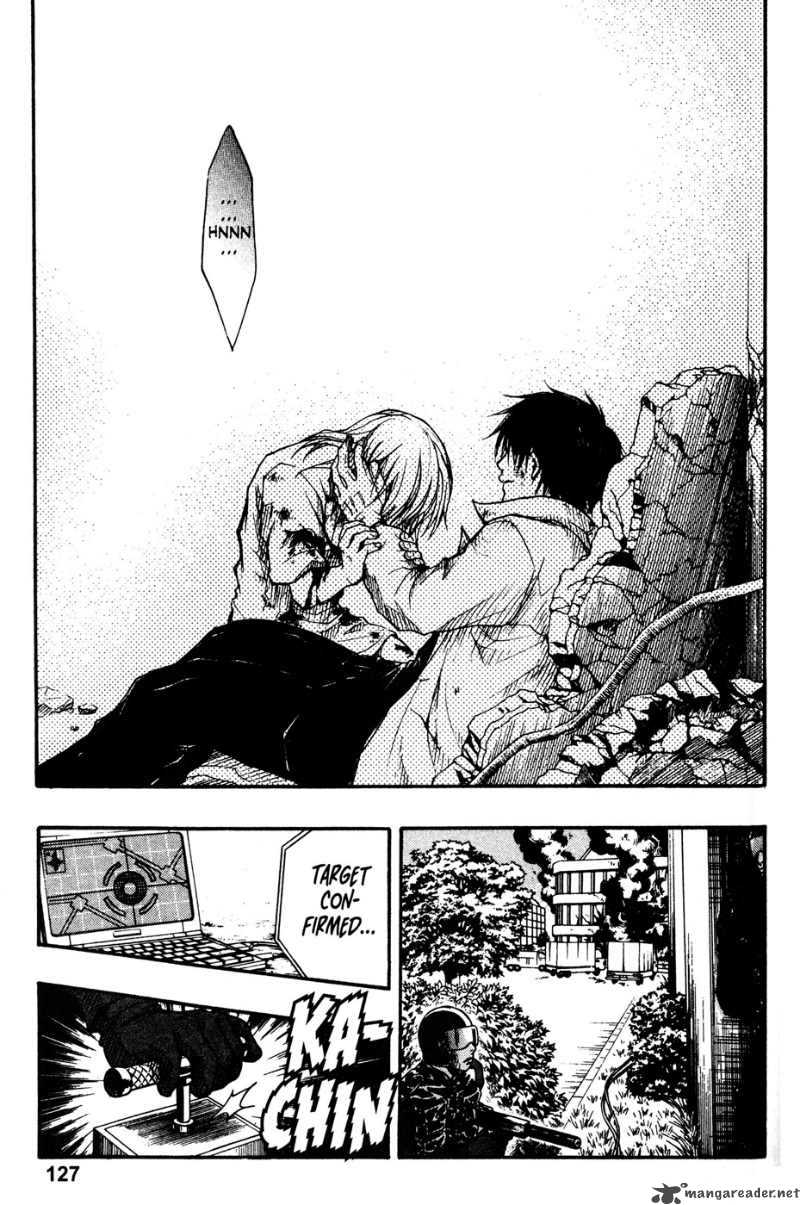 ...
...
HNNN
...
TARGET
CON-
FIRMED...
KA-
CHIN
127
mangareader.net